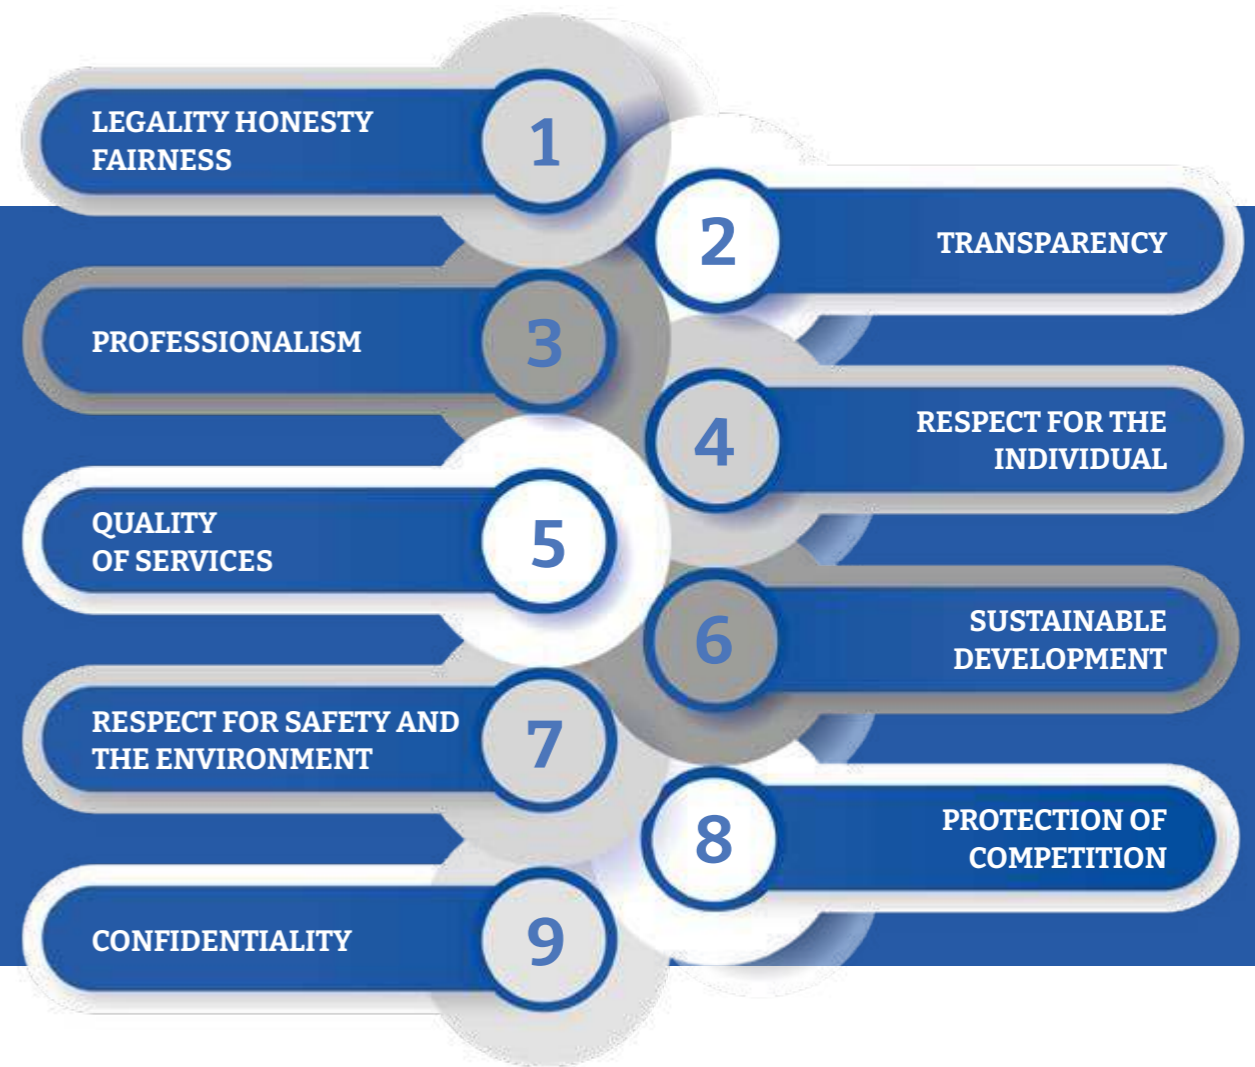 LEGALITY HONESTY
FAIRNESS
1
2
TRANSPARENCY
PROFESSIONALISM
3
4
RESPECT FOR THE
INDIVIDUAL
QUALITY
OF SERVICES
5
6
SUSTAINABLE
DEVELOPMENT
RESPECT FOR SAFETY AND
THE ENVIRONMENT
7
8
PROTECTION OF
COMPETITION
CONFIDENTIALITY
9